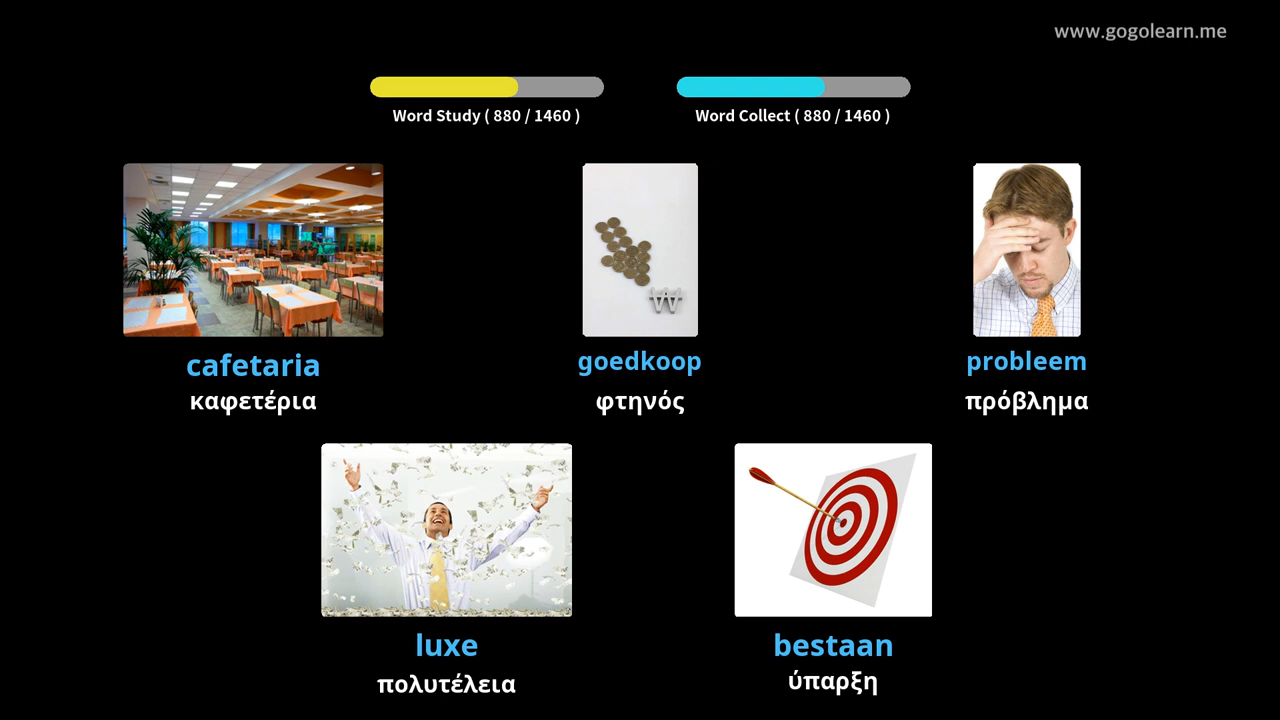 www.gogolearn.me
Word Study ( 880 / 1460 )
Word Collect ( 880 / 1460 )
cafetaria
καφετέρια
goedkoop
φτηνός
probleem
πρόβλημα
₩
luxe
πολυτέλεια
bestaan
ύπαρξη